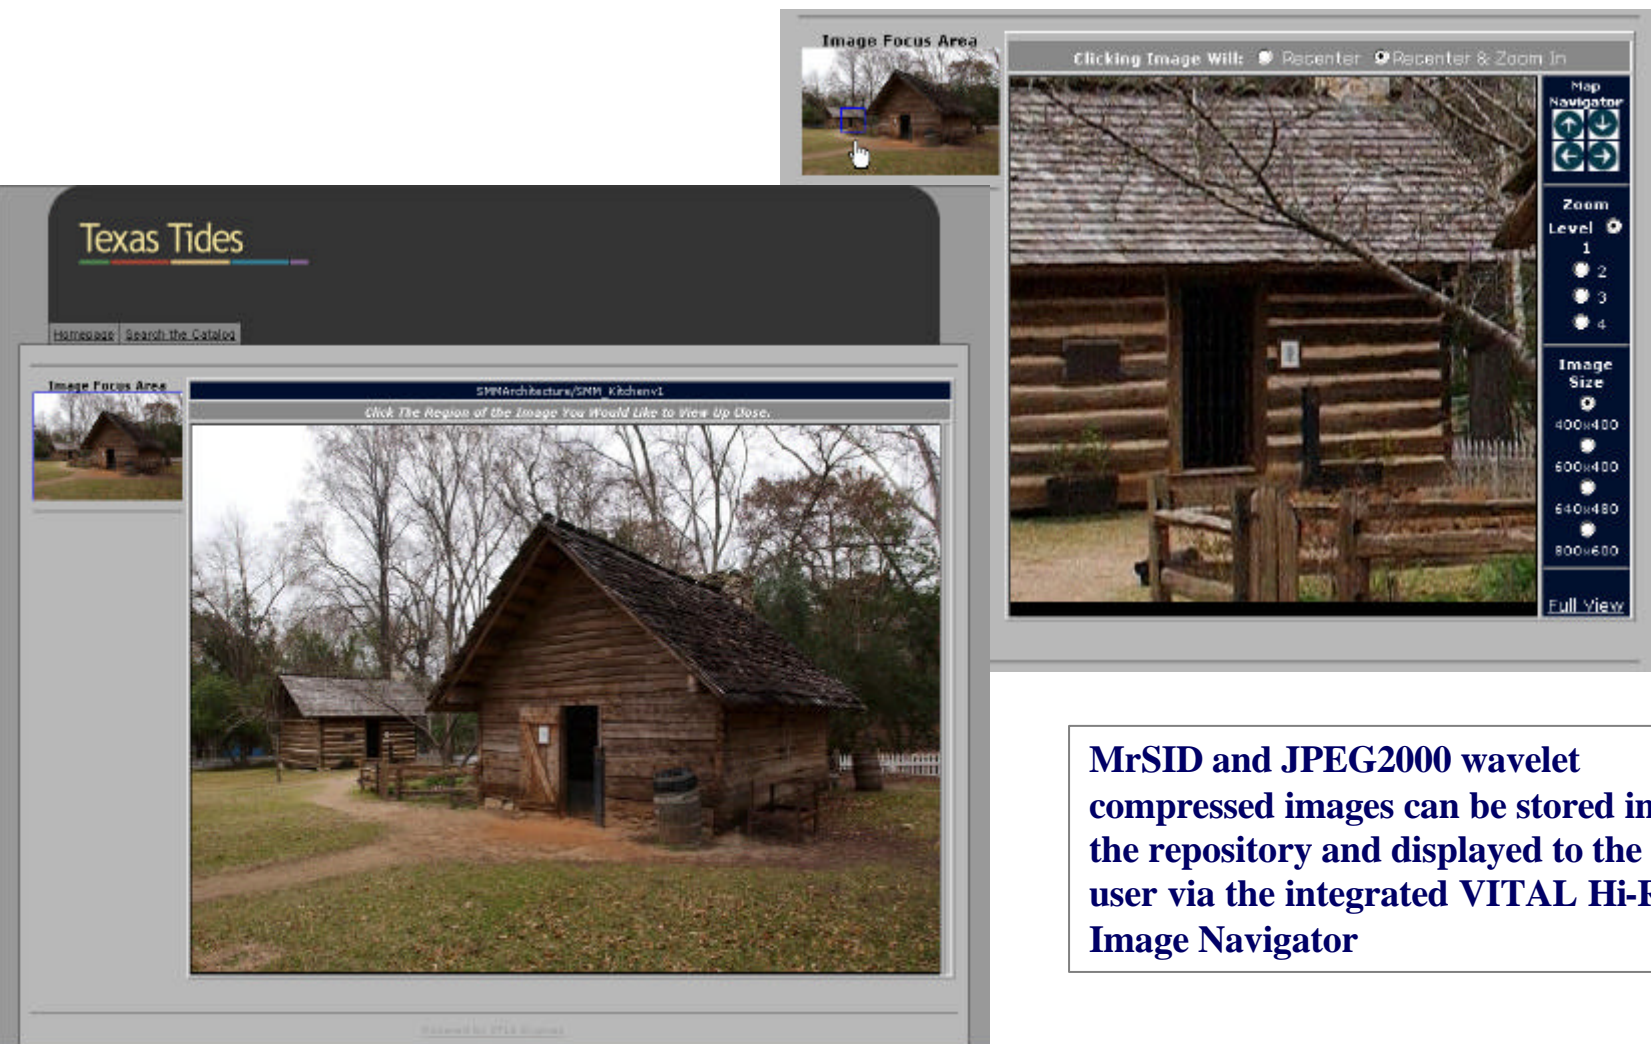 Image Focus Area
Clicking Image Will: Recenter Recenter & Zoom In
Map
Navigator
Zoom
Level
1
2
3
4
Image
Size
400x400
600x400
640x480
800x600
Full View
Texas Tides
Homepage Search the Catalog
Image Focus Area
SMMArchitecture/SMM_Kitchenv1
Click The Region of the Image You Would Like to View Up Close.
MrSID and JPEG2000 wavelet
compressed images can be stored in
the repository and displayed to the
user via the integrated VITAL
Image Navigator